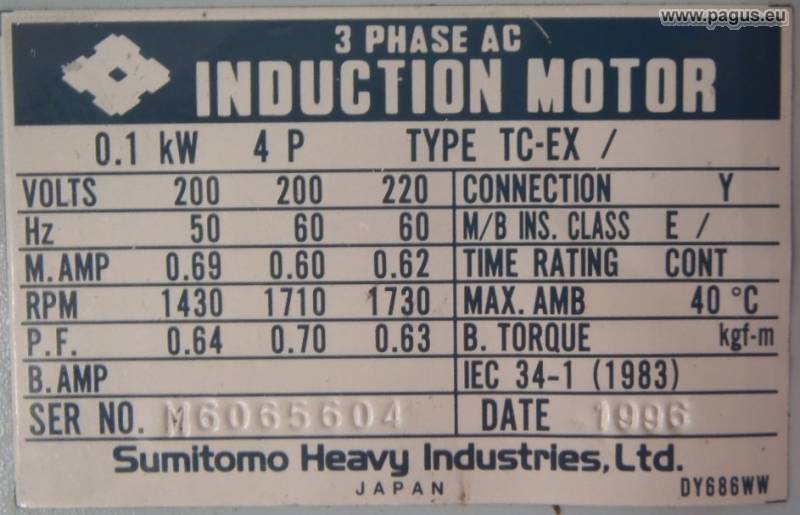 www.pagus.eu
3 PHASE AC
INDUCTION MOTOR
0.1 kW 4 P TYPE TC-EX /
VOLTS 200 200 220 CONNECTION Y
Hz 50 60 60 M/B INS. CLASS E /
M. AMP 0.69 0.60 0.62 TIME RATING CONT
RPM 1430 1710 1730 MAX. AMB 40 °C
P.F. 0.64 0.70 0.63 B. TORQUE kgf-m
B. AMP IEC 34-1 (1983)
SER NO. M6065604 DATE 1996
Sumitomo Heavy Industries, Ltd.
JAPAN DY686WW